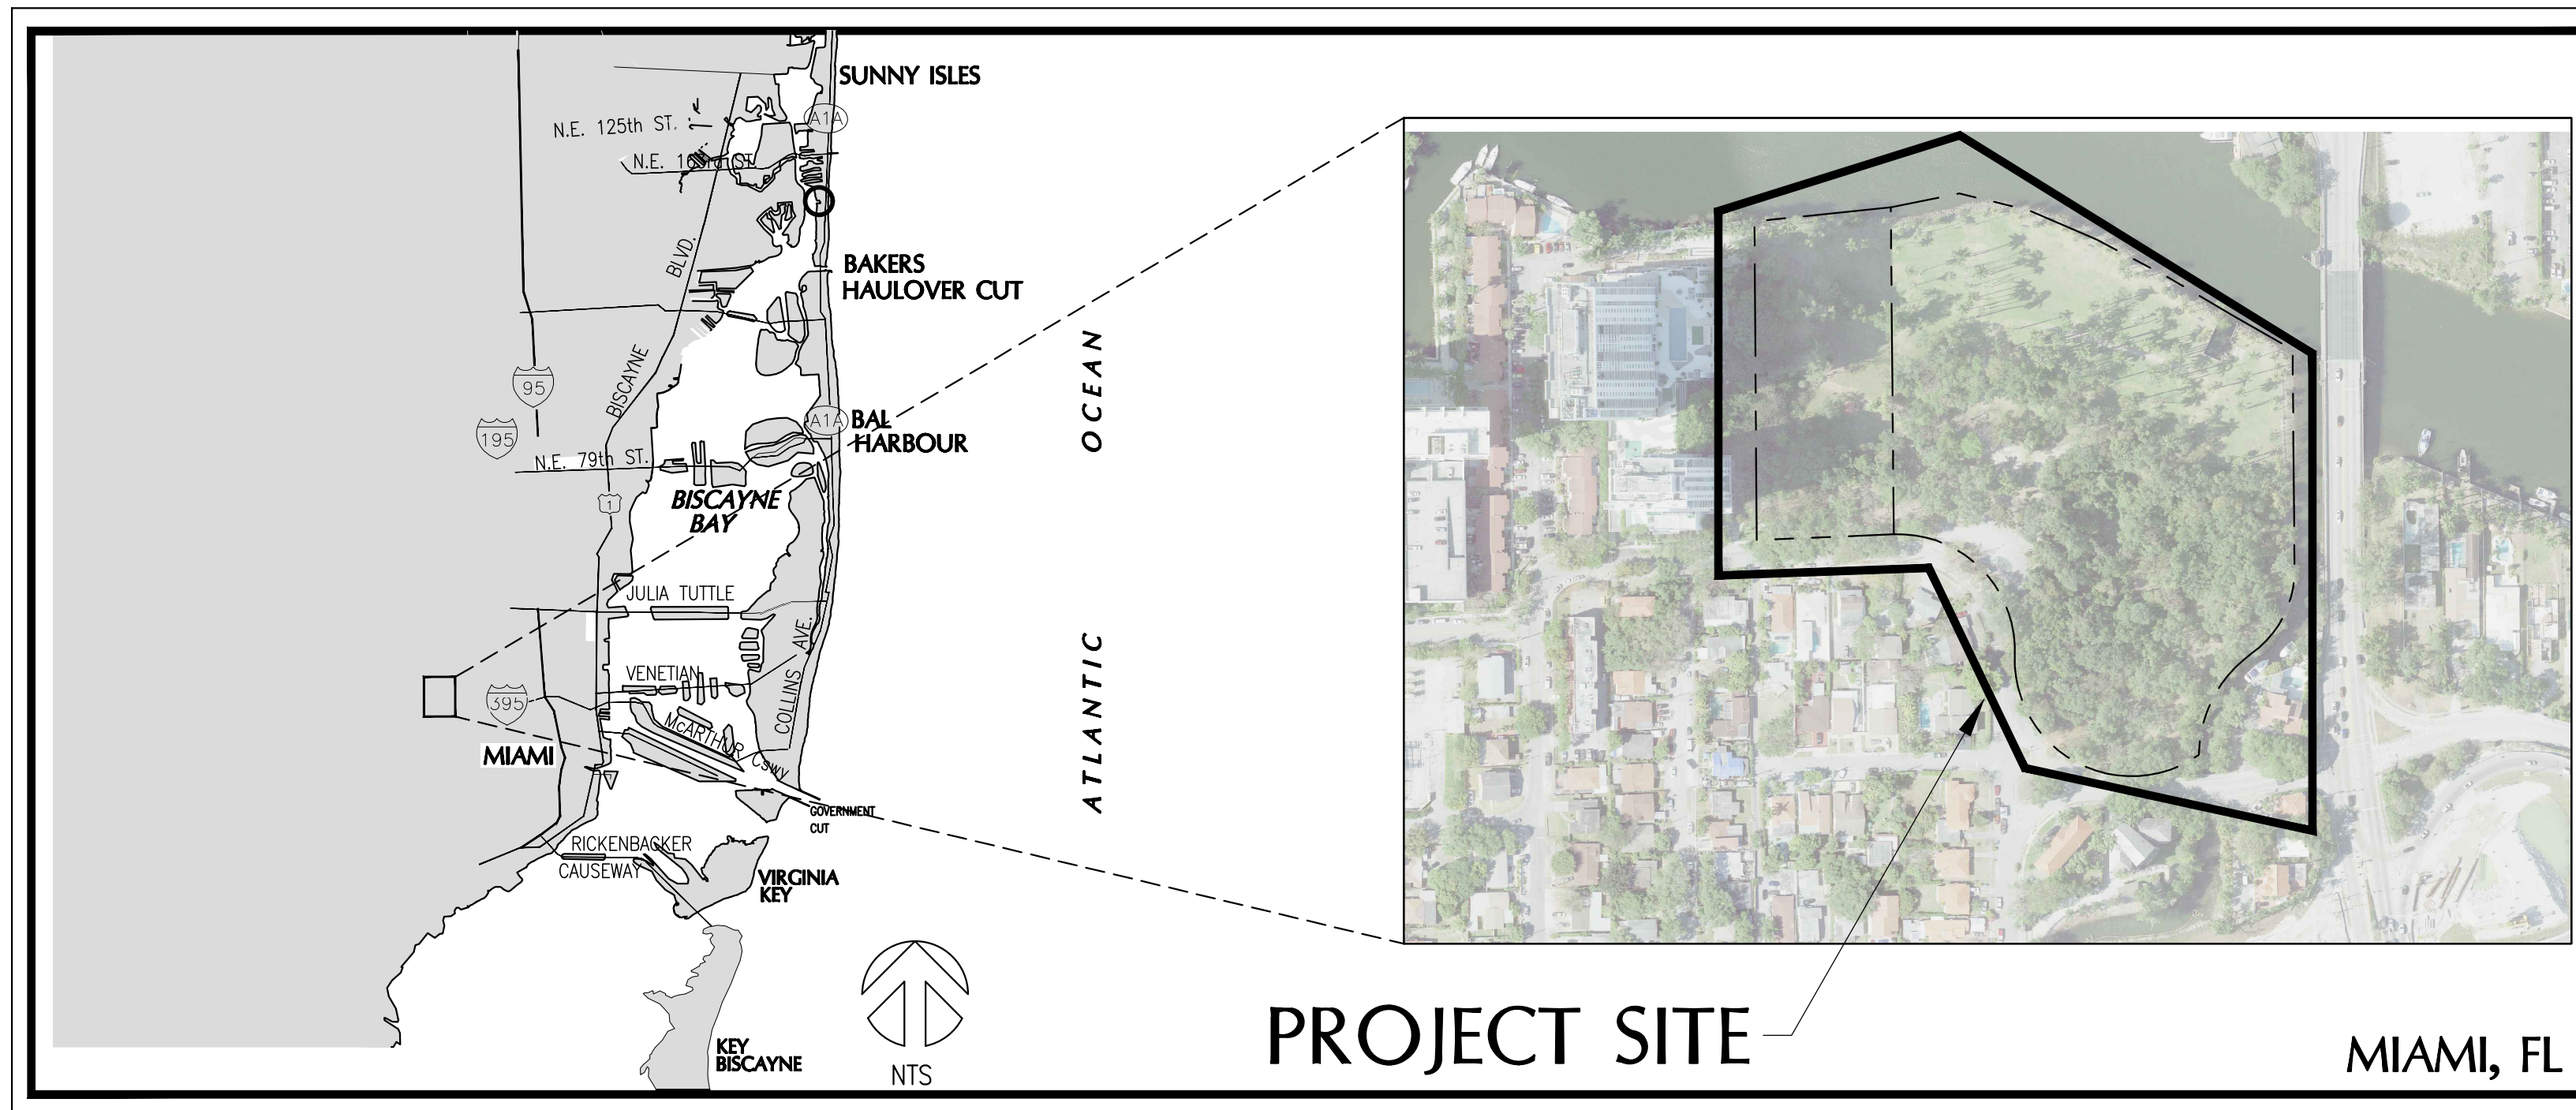 SUNNY ISLES
A1A
N.E. 125th ST.
N.E. 163rd ST.
BLVD.
BAKERS
HAULOVER CUT
OCEAN
BISCAYNE
95
A1A
BAL
HARBOUR
195
N.E. 79th ST.
1
BISCAYNE
BAY
JULIA TUTTLE
ATLANTIC
AVE.
VENETIAN
COLLINS
395
McARTHUR CSWY
MIAMI
GOVERNMENT
CUT
RICKENBACKER
CAUSEWAY
VIRGINIA
KEY
KEY
BISCAYNE
NTS
PROJECT SITE
MIAMI, FL